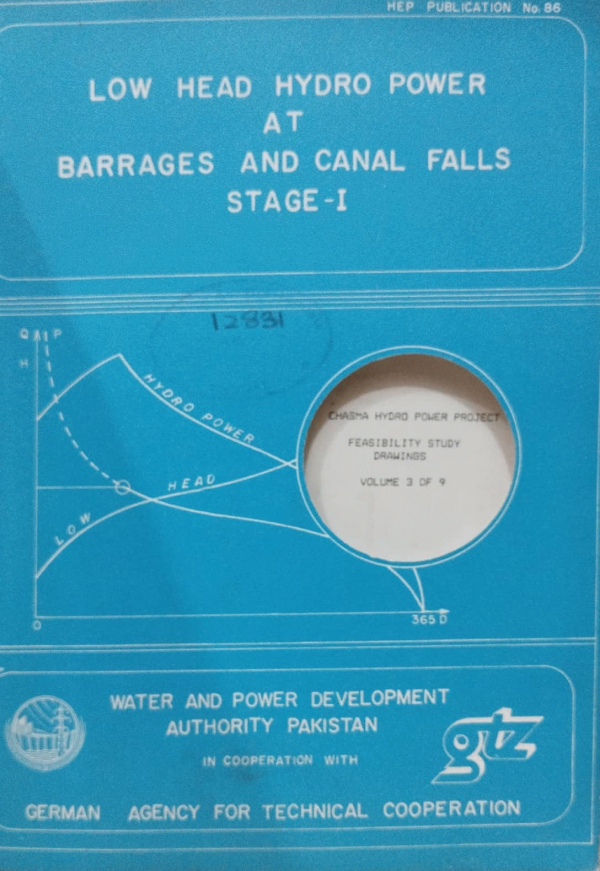 HEP PUBLICATION No. 86
LOW HEAD HYDRO POWER
AT
BARRAGES AND CANAL FALLS
STAGE-I
12831
Q P
H
HYDRO POWER
LOW HEAD
CHASMA HYDRO POWER PROJECT
FEASIBILITY STUDY
DRAWINGS
VOLUME 3 OF 9
0
365 D
WATER AND POWER DEVELOPMENT
AUTHORITY PAKISTAN
IN COOPERATION WITH
gtz
GERMAN AGENCY FOR TECHNICAL COOPERATION